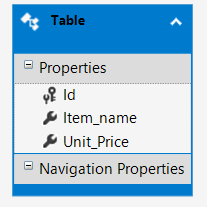 Table
Properties
Id
Item_name
Unit_Price
Navigation Properties